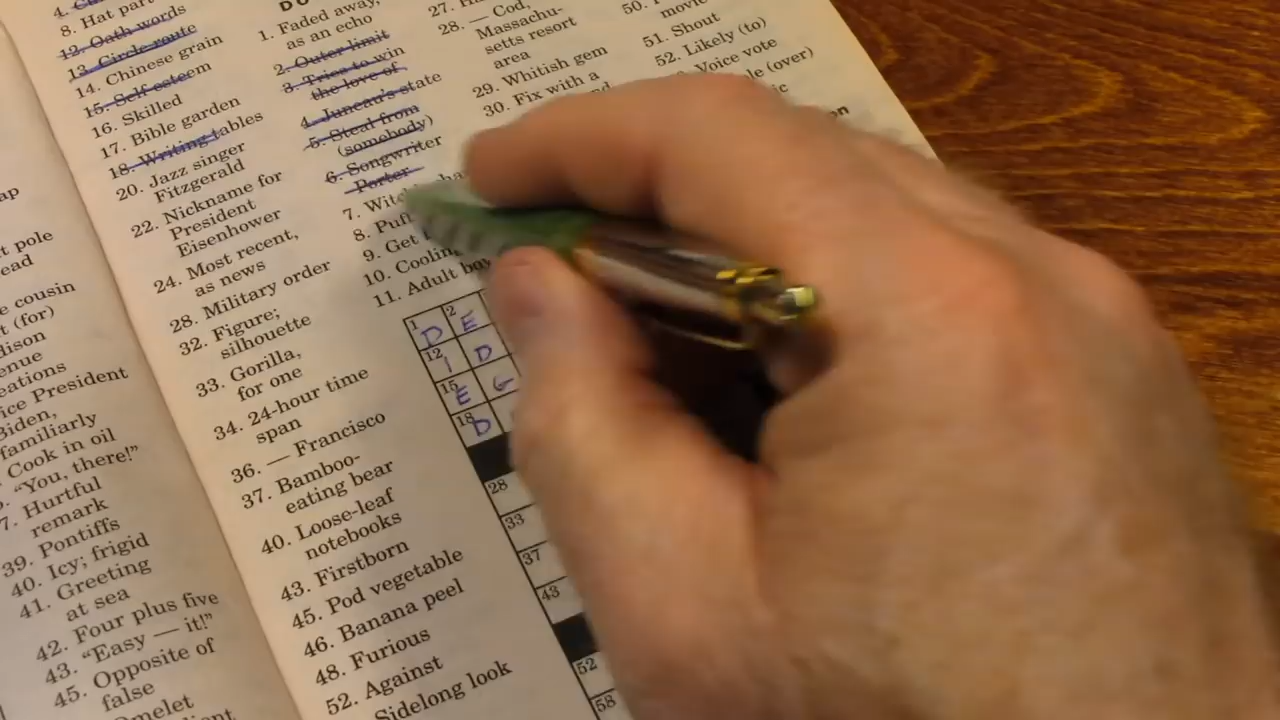 ap
t pole
ead
e cousin
t (for)
dison
enue
eations
ice President
Biden,
familiarly
Cook in oil
"You, there!"
7. Hurtful
remark
39. Pontiffs
40. Icy; frigid
41. Greeting
at sea
42. Four plus five
43. "Easy — it!"
45. Opposite of
false
Omelet
8. Hat part
12. Oath words
13. Circle route
14. Chinese grain
15. Self esteem
16. Skilled
17. Bible garden
18. Writing tables
20. Jazz singer
Fitzgerald
22. Nickname for
President
Eisenhower
24. Most recent,
as news
28. Military order
32. Figure;
silhouette
33. Gorilla,
for one
34. 24-hour time
span
36. — Francisco
37. Bamboo-
eating bear
40. Loose-leaf
notebooks
43. Firstborn
45. Pod vegetable
46. Banana peel
48. Furious
52. Against
Sidelong look
1. Faded away,
as an echo
2. Outer limit
3. Tries to win
the love of
4. Juneau's state
5. Steal from
(somebody)
6. Songwriter
Porter
7.
8.
9. Get
10.
11. Adult
1 D 2 E
12 I D
15 E G
18 D
28
33
37
43
52
58
27.
28. — Cod,
Massachu-
setts resort
area
29. Whitish gem
30. Fix with a
50.
movie
51. Shout
52. Likely (to)
Voice vote
(over)